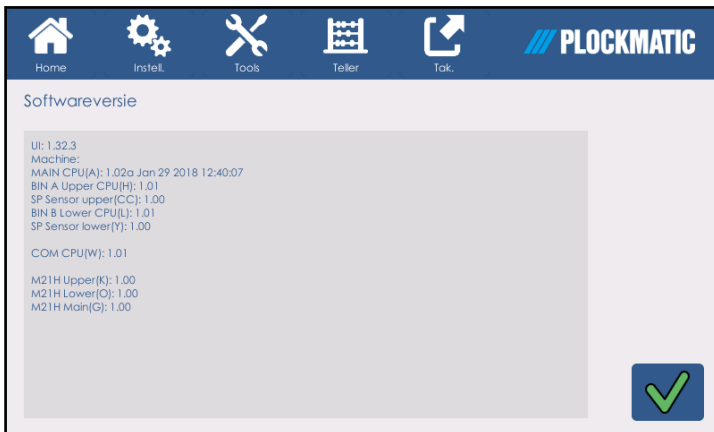 Home
Instell.
Tools
Teller
Tak.
PLOCKMATIC
Softwareversie
UI: 1.32.3
Machine:
MAIN CPU(A): 1.02a Jan 29 2018 12:40:07
BIN A Upper CPU(H): 1.01
SP Sensor upper(CC): 1.00
BIN B Lower CPU(L): 1.01
SP Sensor lower(Y): 1.00
COM CPU(W): 1.01
M21H Upper(K): 1.00
M21H Lower(O): 1.00
M21H Main(G): 1.00